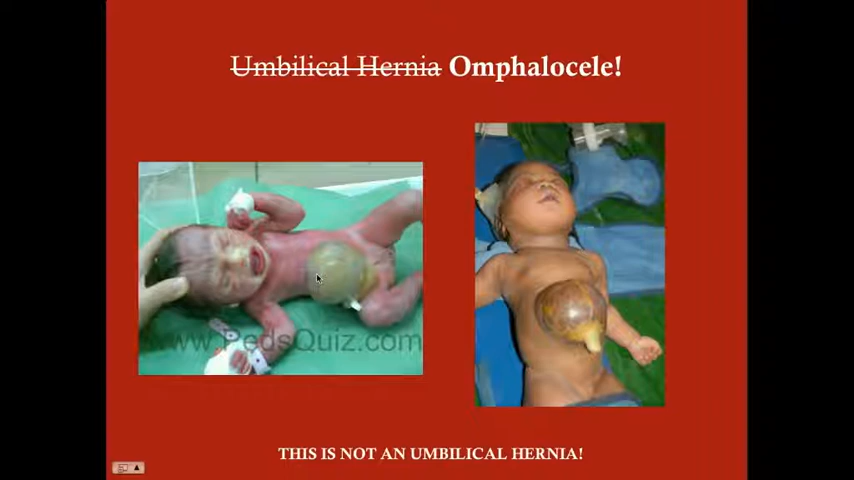 Umbilical Hernia Omphalocele!
www.PedsQuiz.com
THIS IS NOT AN UMBILICAL HERNIA!